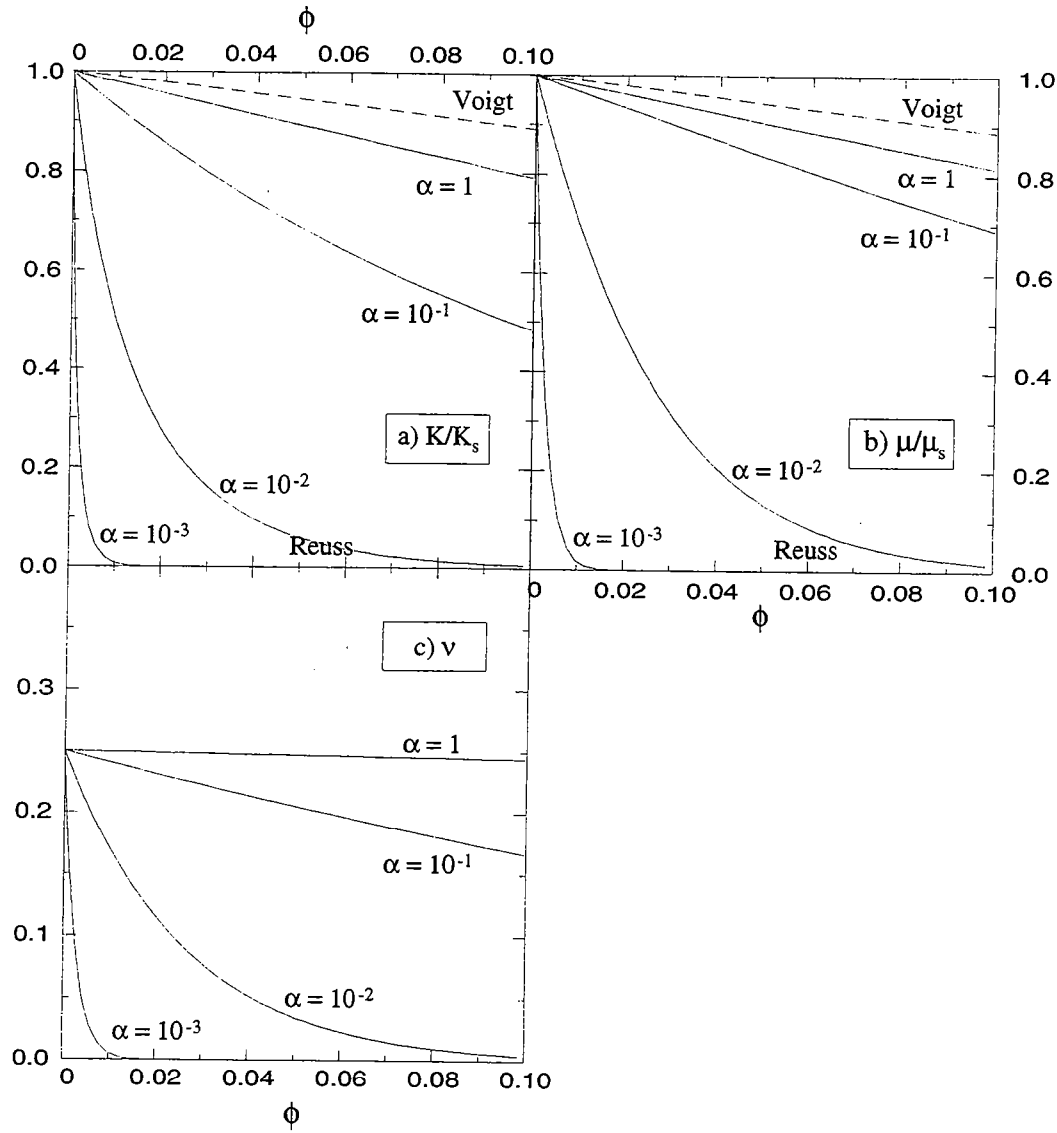 ϕ
0 0.02 0.04 0.06 0.08 0.10
1.0
0.8
0.6
0.4
0.2
0.0
Voigt
α = 1
α = 10⁻¹
a) K/Kₛ
α = 10⁻²
α = 10⁻³
Reuss
Voigt
α = 1
α = 10⁻¹
b) μ/μₛ
α = 10⁻²
α = 10⁻³
Reuss
1.0
0.8
0.6
0.4
0.2
0.0
0 0.02 0.04 0.06 0.08 0.10
ϕ
c) ν
0.3
0.2
0.1
0.0
α = 1
α = 10⁻¹
α = 10⁻²
α = 10⁻³
0 0.02 0.04 0.06 0.08 0.10
ϕ